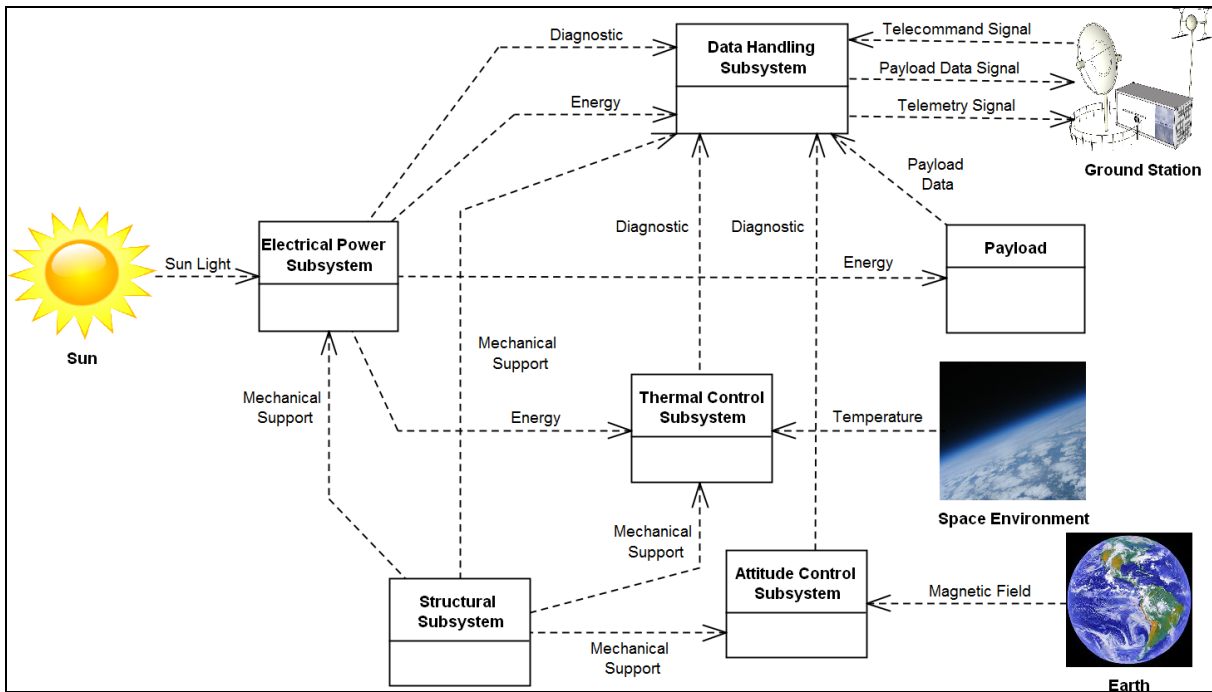 Diagnostic
Data Handling
Subsystem
Telecommand Signal
Payload Data Signal
Energy
Telemetry Signal
Ground Station
Payload
Data
Electrical Power
Subsystem
Diagnostic
Diagnostic
Payload
Sun Light
Energy
Sun
Mechanical
Support
Mechanical
Support
Thermal Control
Subsystem
Energy
Temperature
Space Environment
Mechanical
Support
Attitude Control
Subsystem
Structural
Subsystem
Magnetic Field
Mechanical
Support
Earth